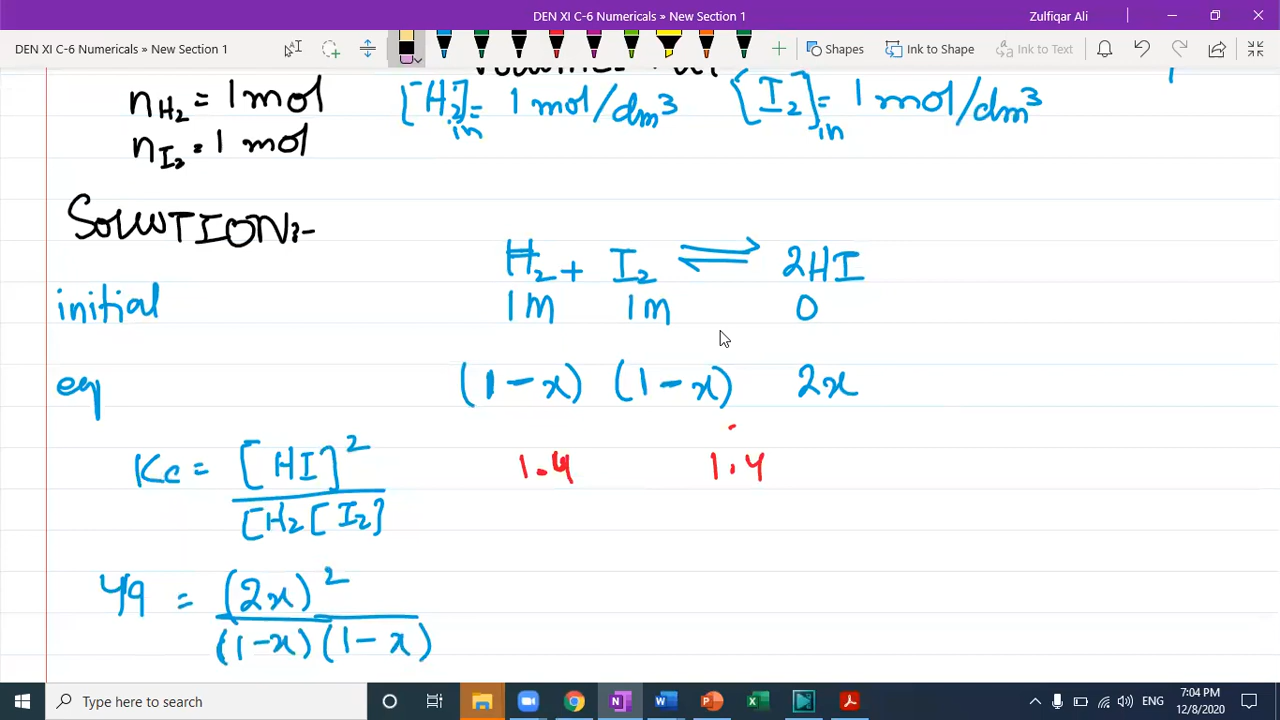 DEN XI C-6 Numericals » New Section 1
Zulfiqar Ali
DEN XI C-6 Numericals » New Section 1
Shapes
Ink to Shape
Ink to Text
nH₂ = 1 mol
[H₂]in = 1 mol/dm³ [I₂]in = 1 mol/dm³
nI₂ = 1 mol
SOLUTION:-
H₂ + I₂ ⇌ 2HI
initial 1M 1M 0
eq (1-x) (1-x) 2x
Kc = [HI]² / [H₂[I₂]
1.4 1.4
49 = (2x)² / (1-x)(1-x)
Type here to search
ENG
7:04 PM
12/8/2020